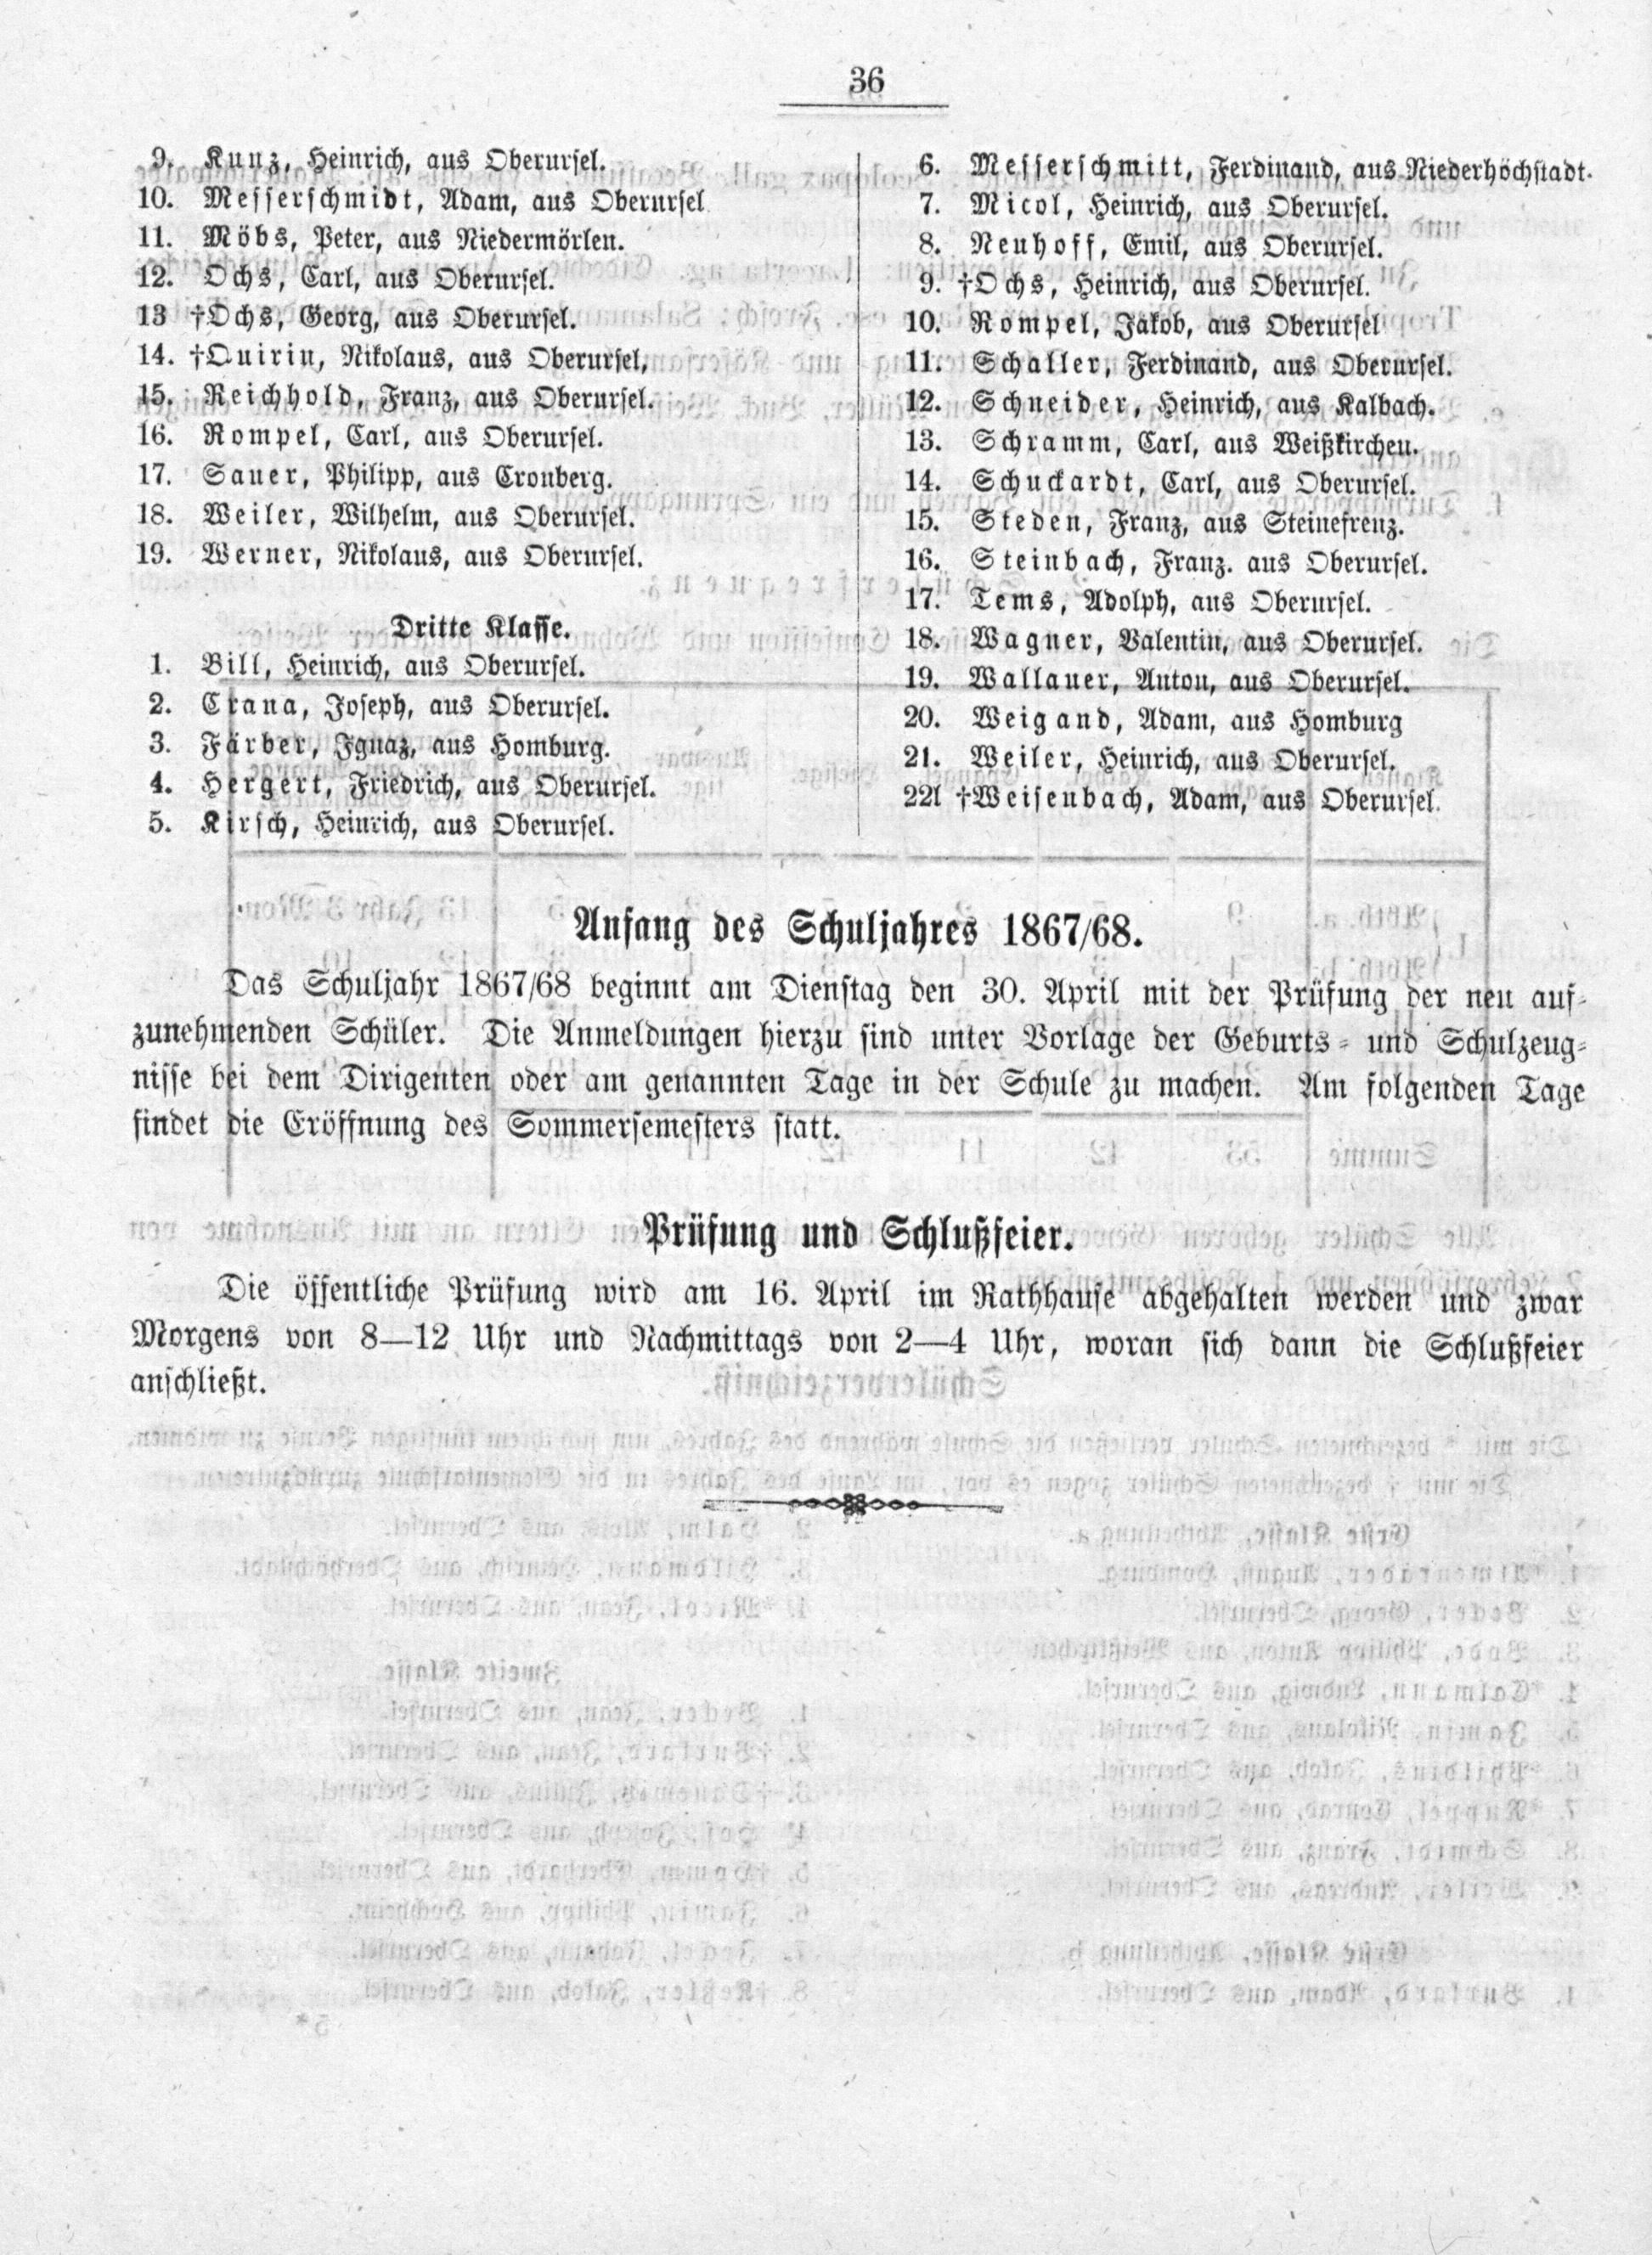 36
9. Kunz, Heinrich, aus Oberursel.
10. Messerschmidt, Adam, aus Oberursel
11. Möbs, Peter, aus Niedermörlen.
12. Ochs, Carl, aus Oberursel.
13 †Ochs, Georg, aus Oberursel.
14. †Quirin, Nikolaus, aus Oberursel,
15. Reichhold, Franz, aus Oberursel.
16. Rompel, Carl, aus Oberursel.
17. Sauer, Philipp, aus Cronberg.
18. Weiler, Wilhelm, aus Oberursel.
19. Werner, Nikolaus, aus Oberursel.
Dritte Klasse.
1. Bill, Heinrich, aus Oberursel.
2. Crana, Joseph, aus Oberursel.
3. Färber, Ignaz, aus Homburg.
4. Hergert, Friedrich, aus Oberursel.
5. Kirsch, Heinrich, aus Oberursel.
6. Messerschmitt, Ferdinand, aus Niederhöchstadt.
7. Micol, Heinrich, aus Oberursel.
8. Neuhoff, Emil, aus Oberursel.
9. †Ochs, Heinrich, aus Oberursel.
10. Rompel, Jakob, aus Oberursel
11. Schaller, Ferdinand, aus Oberursel.
12. Schneider, Heinrich, aus Kalbach.
13. Schramm, Carl, aus Weißkirchen.
14. Schuckardt, Carl, aus Oberursel.
15. Steden, Franz, aus Steinefrenz.
16. Steinbach, Franz. aus Oberursel.
17. Tems, Adolph, aus Oberursel.
18. Wagner, Valentin, aus Oberursel.
19. Wallauer, Anton, aus Oberursel.
20. Weigand, Adam, aus Homburg
21. Weiler, Heinrich, aus Oberursel.
22. †Weisenbach, Adam, aus Oberursel.
Anfang des Schuljahres 1867/68.
Das Schuljahr 1867/68 beginnt am Dienstag den 30. April mit der Prüfung der neu auf-
zunehmenden Schüler. Die Anmeldungen hierzu sind unter Vorlage der Geburts- und Schulzeug-
nisse bei dem Dirigenten oder am genannten Tage in der Schule zu machen. Am folgenden Tage
findet die Eröffnung des Sommersemesters statt.
Prüfung und Schlußfeier.
Die öffentliche Prüfung wird am 16. April im Rathhause abgehalten werden und zwar
Morgens von 8—12 Uhr und Nachmittags von 2—4 Uhr, woran sich dann die Schlußfeier
anschließt.